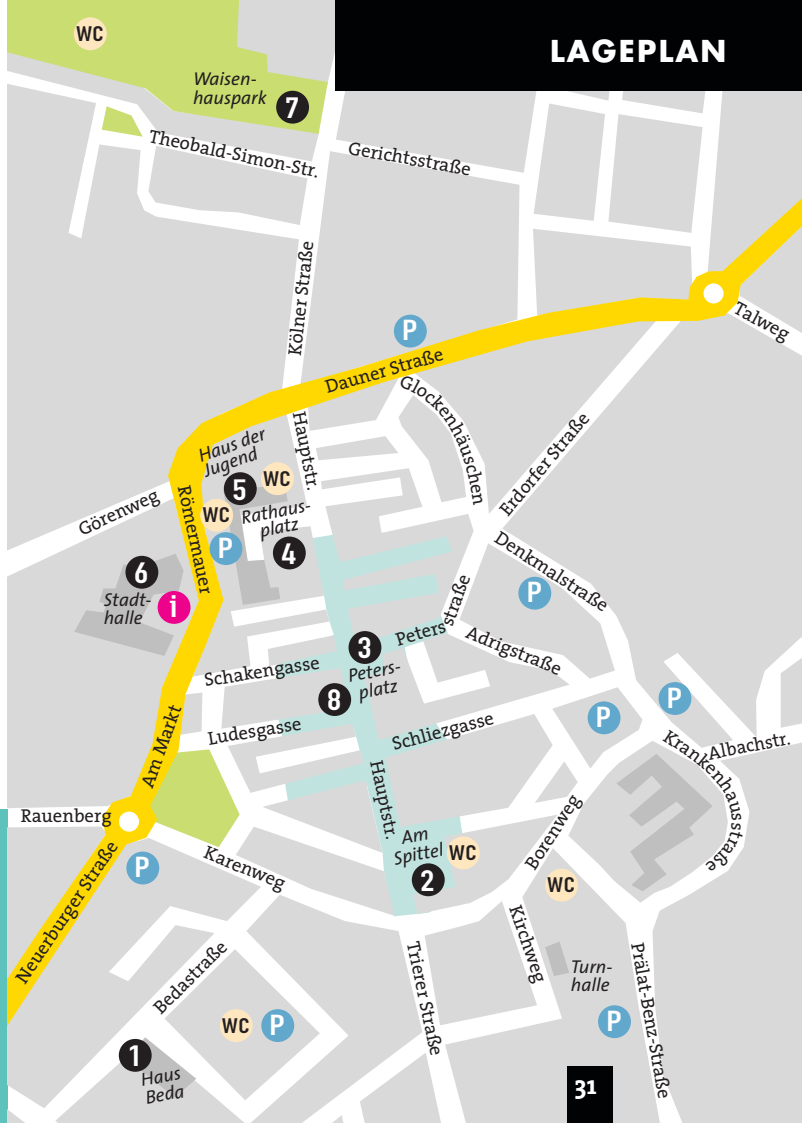 LAGEPLAN
WC
Waisen-
hauspark
7
Theobald-Simon-Str.
Gerichtsstraße
Kölner Straße
Talweg
P
Dauner Straße
Glockenhäuschen
Erdorfer Straße
Hauptstr.
Haus der
Jugend
5
WC
Görenweg
Römermauer
WC
P
Rathaus-
platz
4
Denkmalstraße
P
6
Stadt-
halle
i
Petersstraße
Adrigstraße
3
Peters-
platz
Schakengasse
8
Ludesgasse
Schliezgasse
P
P
Krankenhausstraße
Albachstr.
Am Markt
Hauptstr.
Rauenberg
Am
Spittel
WC
2
Borenweg
WC
Karenweg
P
Neuerburger Straße
Kirchweg
Bedastraße
Trierer Straße
Turn-
halle
Prälat-Benz-Straße
WC
P
P
1
Haus
Beda
31